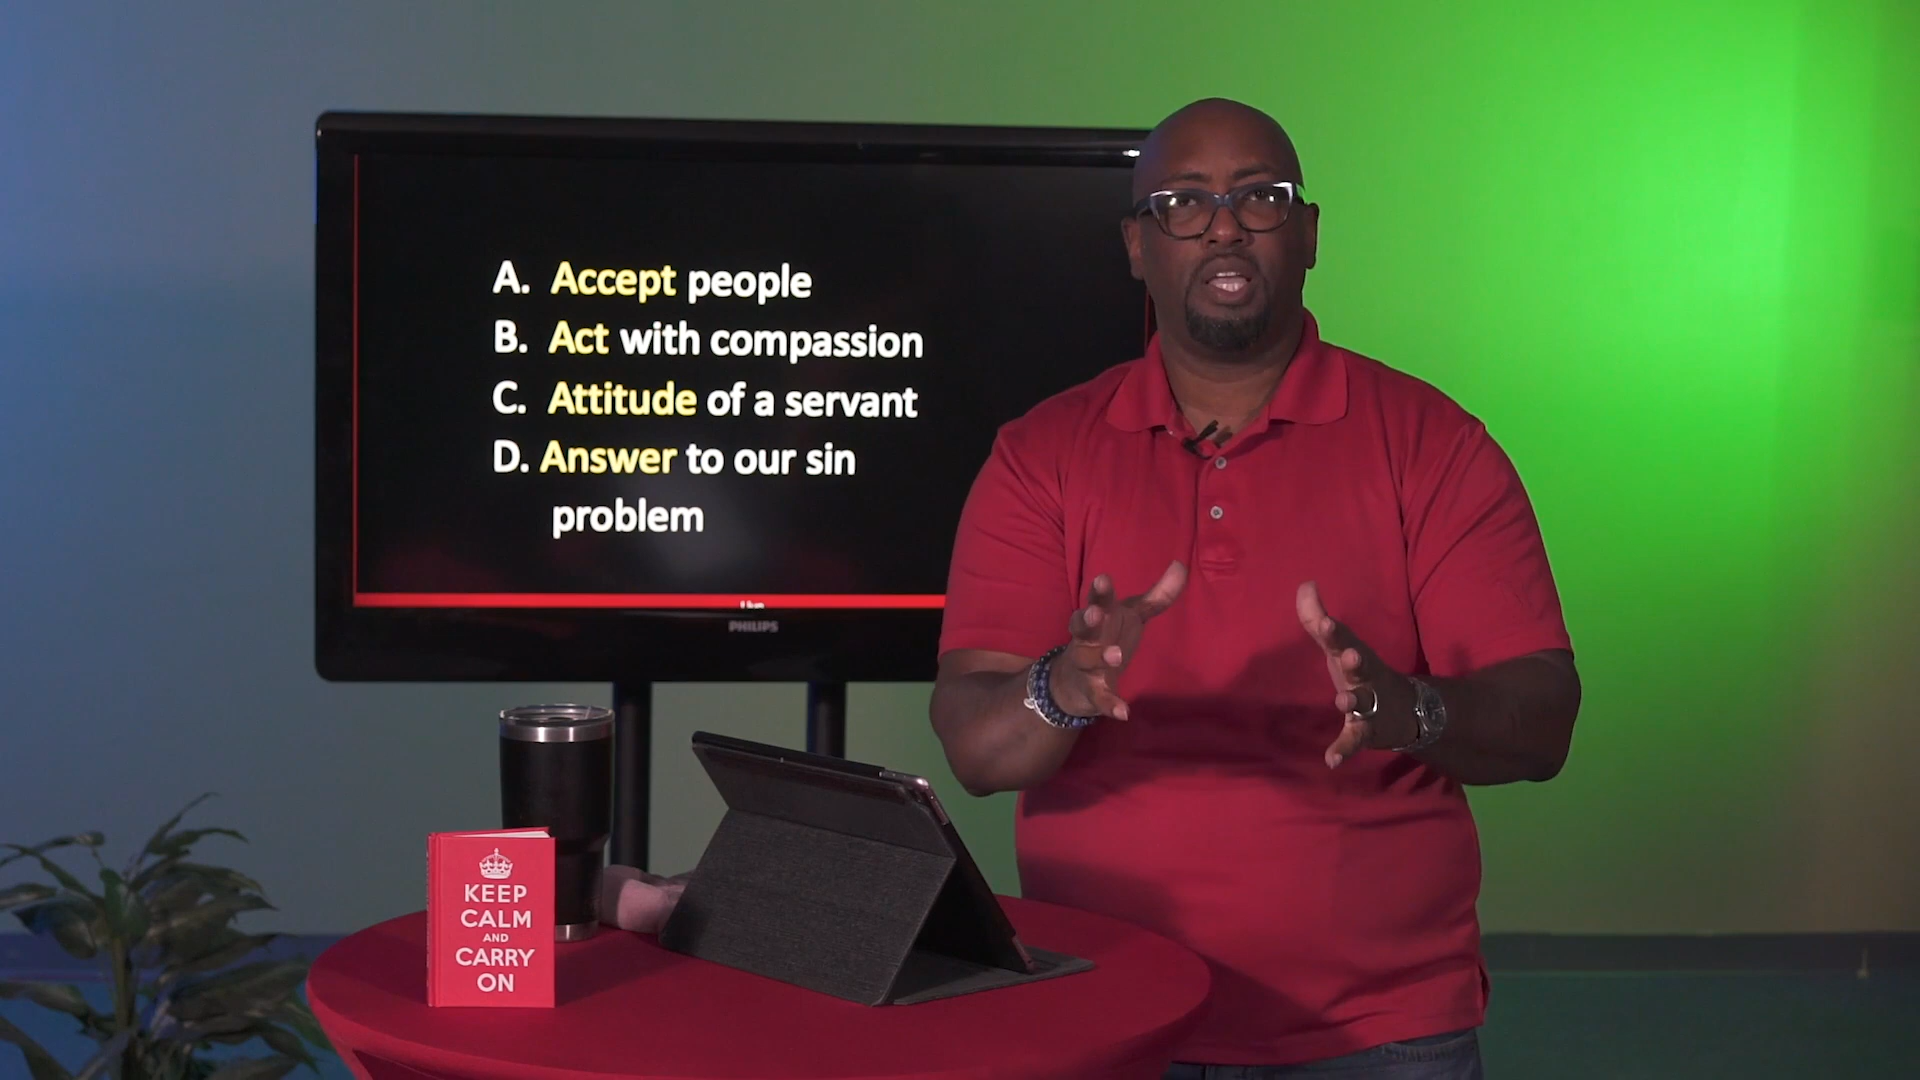 A. Accept people
B. Act with compassion
C. Attitude of a servant
D. Answer to our sin
problem
PHILIPS
KEEP
CALM
AND
CARRY
ON